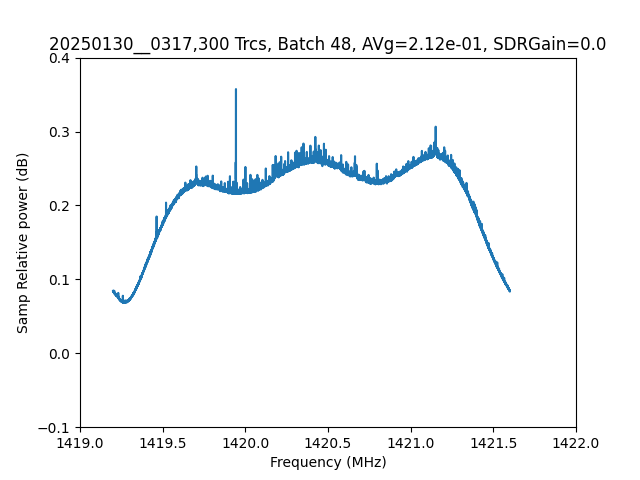 20250130__0317,300 Trcs, Batch 48, AVg=2.12e-01, SDRGain=0.0
0.4
0.3
0.2
0.1
0.0
−0.1
1419.0 1419.5 1420.0 1420.5 1421.0 1421.5 1422.0
Frequency (MHz)
Samp Relative power (dB)